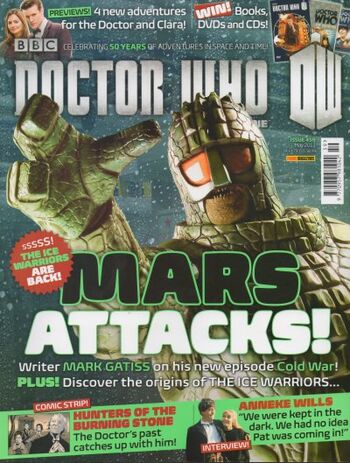 PREVIEWS! 4 new adventures
for the Doctor and Clara!
WIN! Books,
DVDs and CDs!
BBC
CELEBRATING 50 YEARS OF ADVENTURES IN SPACE AND TIME!
DOCTOR WHO
DW
ISSUE 459
sssss!
THE ICE
WARRIORS
ARE
BACK!
MARS
ATTACKS!
Writer MARK GATISS on his new episode Cold War!
PLUS! Discover the origins of THE ICE WARRIORS...
COMIC STRIP!
HUNTERS OF THE
BURNING STONE
The Doctor's past
catches up with him!
ANNEKE WILLS
"We were kept in the
dark. We had no idea
Pat was coming in!"
INTERVIEW!